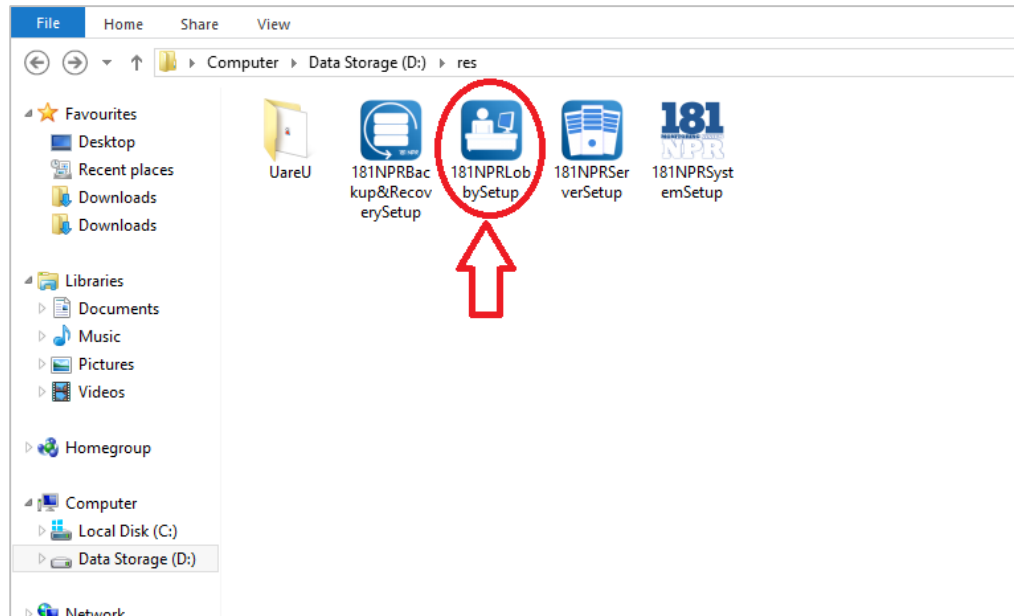 File Home Share View
Computer Data Storage (D:) res
Favourites
Desktop
Recent places
Downloads
Downloads
Libraries
Documents
Music
Pictures
Videos
Homegroup
Computer
Local Disk (C:)
Data Storage (D:)
Network
UareU
181NPRBac
kup&Recov
erySetup
181NPRLob
bySetup
181NPRSer
verSetup
181
NPR
181NPRSyst
emSetup